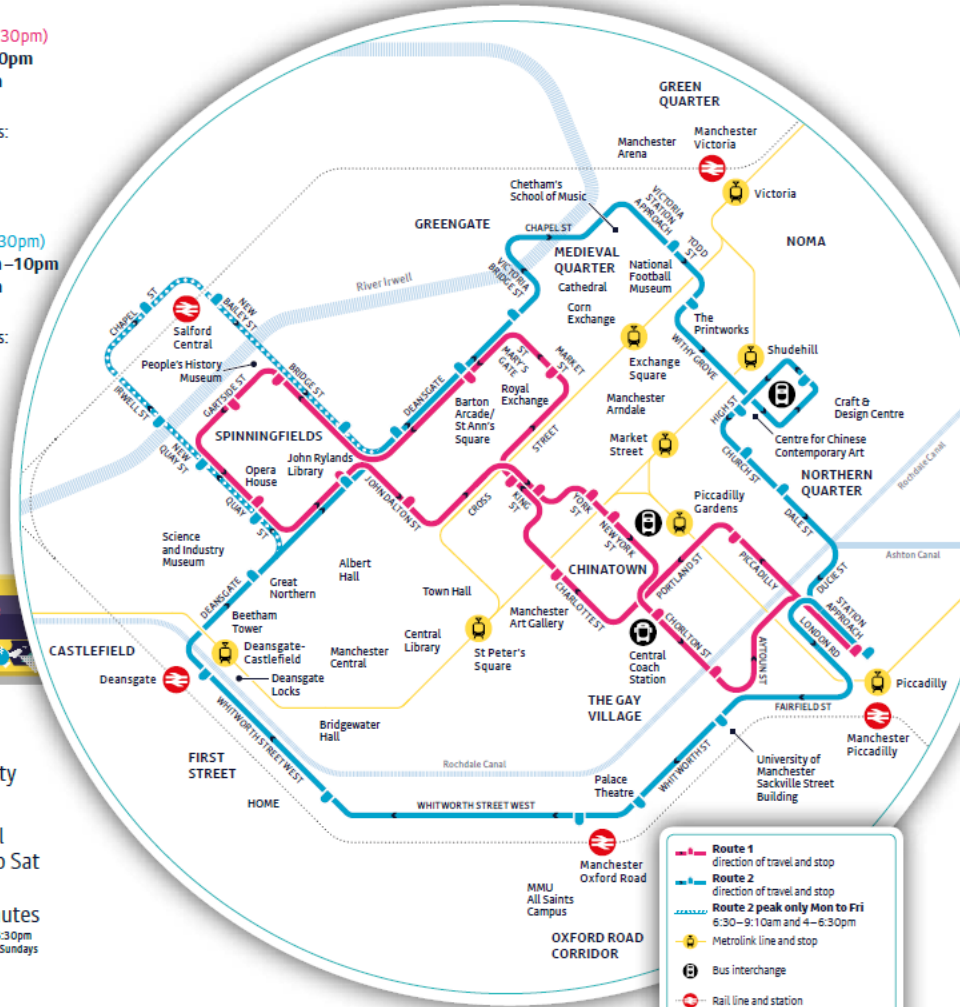 30pm)
0pm
s:
30pm)
–10pm
s:
GREEN
QUARTER
Manchester
Arena
Manchester
Victoria
Chetham's
School of Music
VICTORIA
STATION
APPROACH
Victoria
GREENGATE
CHAPEL ST
TODD
ST
NOMA
MEDIEVAL
QUARTER
VICTORIA
BRIDGE ST
National
Football
Museum
Cathedral
River Irwell
Corn
Exchange
CHAPEL ST
NEW
BAILEY ST
Salford
Central
The
Printworks
WITHY GROVE
Shudehill
People's History
Museum
BRIDGE ST
GARTSIDE ST
ST
MARY'S
GATE
MARKET
ST
Exchange
Square
DEANSGATE
Royal
Exchange
Manchester
Arndale
HIGH ST
Craft &
Design Centre
IRWELL ST
Barton
Arcade/
St Ann's
Square
Centre for Chinese
Contemporary Art
NEW
QUAY ST
SPINNINGFIELDS
Market
Street
CROSS
STREET
CHURCH ST
Opera
House
John Rylands
Library
JOHN DALTON ST
NORTHERN
QUARTER
Rochdale Canal
QUAY
ST
KING
ST
YORK
ST
NEW YORK
ST
Piccadilly
Gardens
DALE ST
Science
and Industry
Museum
Albert
Hall
CHINATOWN
PORTLAND ST
PICCADILLY
Ashton Canal
DUCIE ST
DEANSGATE
Great
Northern
Town Hall
CHARLOTTE ST
STATION
APPROACH
Beetham
Tower
Central
Library
Manchester
Art Gallery
CHORLTON ST
LONDON RD
CASTLEFIELD
Deansgate-
Castlefield
Manchester
Central
St Peter's
Square
Central
Coach
Station
AYTOUN ST
Deansgate
Deansgate
Locks
Piccadilly
THE GAY
VILLAGE
FAIRFIELD ST
WHITWORTH STREET WEST
Bridgewater
Hall
Manchester
Piccadilly
FIRST
STREET
Rochdale Canal
WHITWORTH ST
University of
Manchester
Sackville Street
Building
HOME
Palace
Theatre
WHITWORTH STREET WEST
Manchester
Oxford Road
MMU
All Saints
Campus
OXFORD ROAD
CORRIDOR
ty
l
o Sat
utes
:30pm
Sundays
Route 1
direction of travel and stop
Route 2
direction of travel and stop
Route 2 peak only Mon to Fri
6:30–9:10am and 4–6:30pm
Metrolink line and stop
Bus interchange
Rail line and station